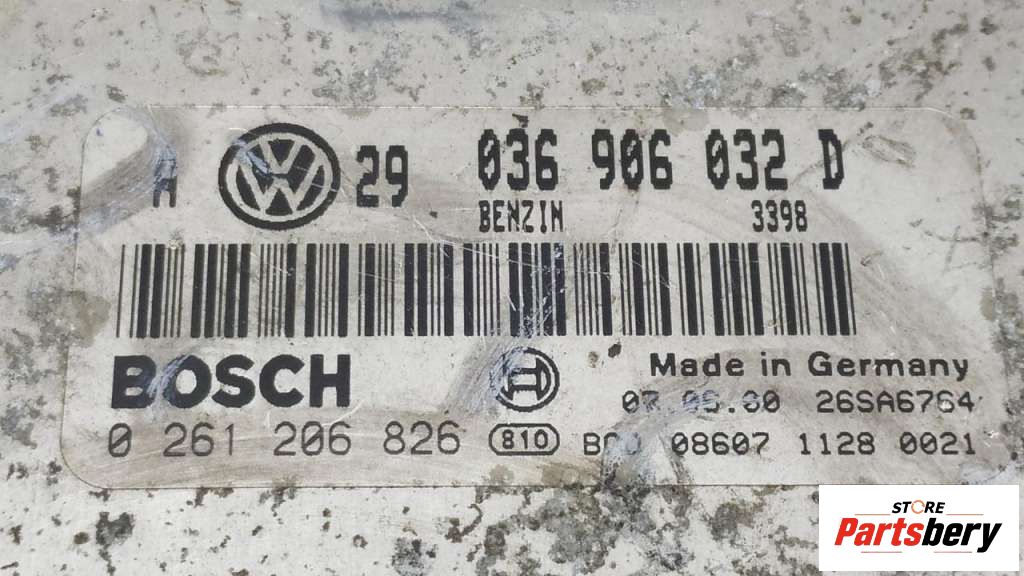 A VW 29 036 906 032 D
BENZIN 3398
BOSCH
Made in Germany
26SA6764
0 261 206 826 810 08607 1128 0021
STORE
Partsbery